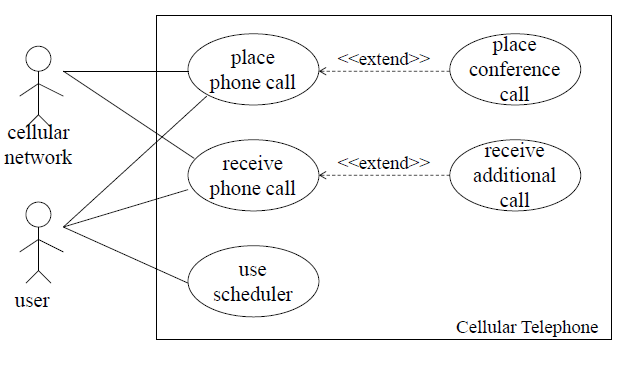 place
phone call
<<extend>>
place
conference
call
cellular
network
receive
phone call
<<extend>>
receive
additional
call
user
use
scheduler
Cellular Telephone